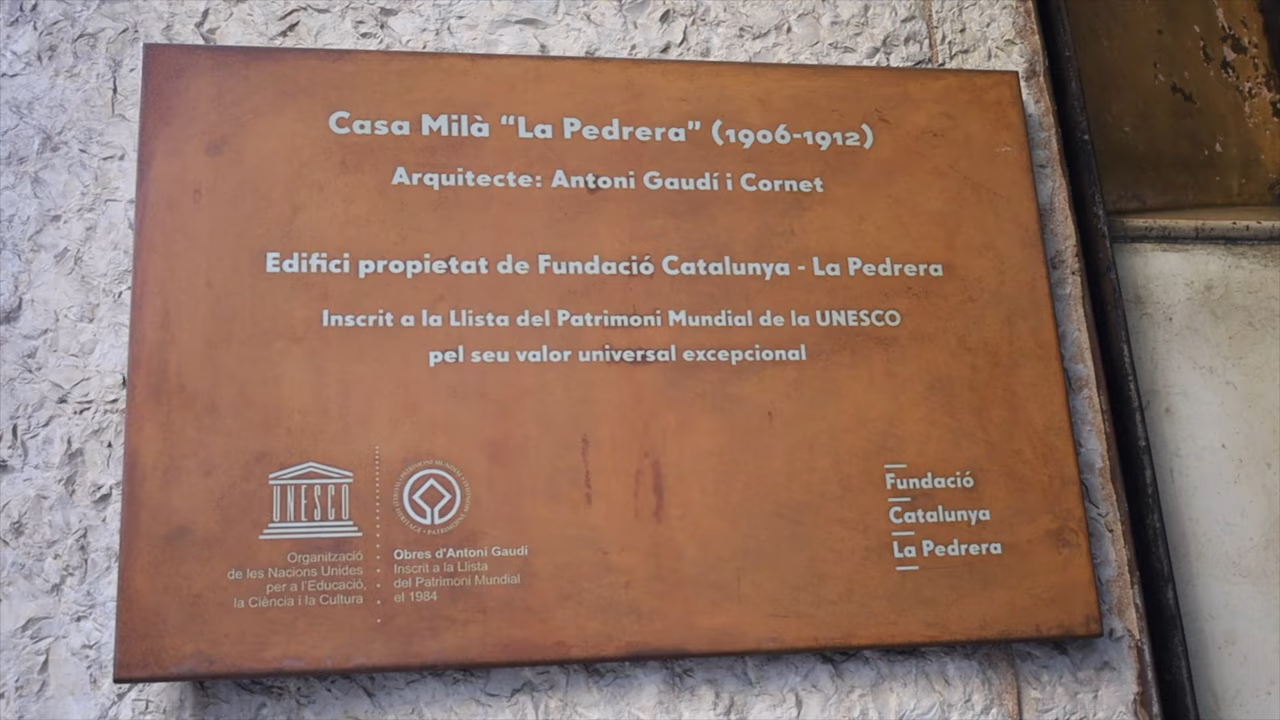 Casa Milà “La Pedrera” (1906-1912)
Arquitecte: Antoni Gaudí i Cornet
Edifici propietat de Fundació Catalunya - La Pedrera
Inscrit a la Llista del Patrimoni Mundial de la UNESCO
pel seu valor universal excepcional
UNESCO
Organització
de les Nacions Unides
per a l'Educació,
la Ciència i la Cultura
PATRIMONI MUNDIAL
Obres d'Antoni Gaudí
Inscrit a la Llista
del Patrimoni Mundial
el 1984
Fundació
Catalunya
La Pedrera